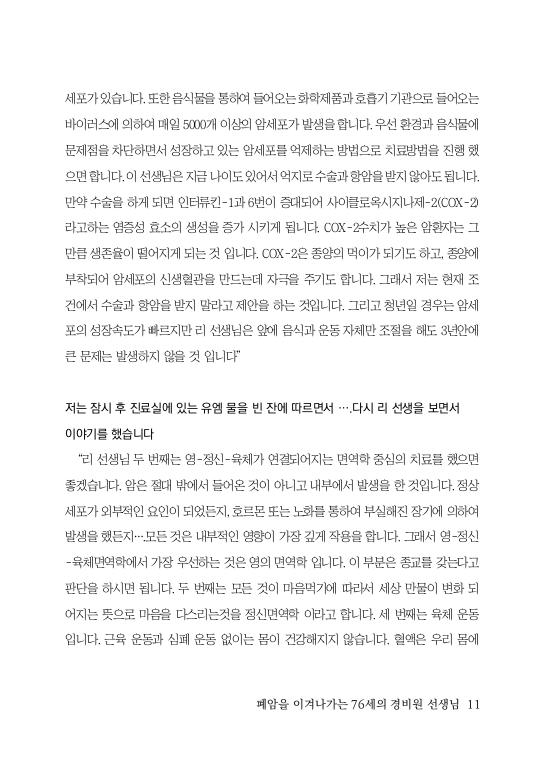 세포가 있습니다. 또한 음식물을 통하여 들어오는 화학제품과 호흡기 기관으로 들어오는
바이러스에 의하여 매일 5000개 이상의 암세포가 발생을 합니다. 우선 환경과 음식물에
문제점을 차단하면서 성장하고 있는 암세포를 억제하는 방법으로 치료방법을 진행 했
으면 합니다. 이 선생님은 지금 나이도 있어서 억지로 수술과 항암을 받지 않아도 됩니다.
만약 수술을 하게 되면 인터류킨-1과 6번이 증대되어 사이클로옥시지나제-2(COX-2)
라고하는 염증성 효소의 생성을 증가 시키게 됩니다. COX-2수치가 높은 암환자는 그
만큼 생존율이 떨어지게 되는 것 입니다. COX-2은 종양의 먹이가 되기도 하고, 종양에
부착되어 암세포의 신생혈관을 만드는데 자극을 주기도 합니다. 그래서 저는 현재 조
건에서 수술과 항암을 받지 말라고 제안을 하는 것입니다. 그리고 청년일 경우는 암세
포의 성장속도가 빠르지만 리 선생님은 앞에 음식과 운동 자체만 조절을 해도 3년안에
큰 문제는 발생하지 않을 것 입니다”
저는 잠시 후 진료실에 있는 유엠 물을 빈 잔에 따르면서 ….다시 리 선생을 보면서
이야기를 했습니다
“리 선생님 두 번째는 영-정신-육체가 연결되어지는 면역학 중심의 치료를 했으면
좋겠습니다. 암은 절대 밖에서 들어온 것이 아니고 내부에서 발생을 한 것입니다. 정상
세포가 외부적인 요인이 되었든지, 호르몬 또는 노화를 통하여 부실해진 장기에 의하여
발생을 했든지…모든 것은 내부적인 영향이 가장 깊게 작용을 합니다. 그래서 영-정신
-육체면역학에서 가장 우선하는 것은 영의 면역학 입니다. 이 부분은 종교를 갖는다고
판단을 하시면 됩니다. 두 번째는 모든 것이 마음먹기에 따라서 세상 만물이 변화 되
어지는 뜻으로 마음을 다스리는것을 정신면역학 이라고 합니다. 세 번째는 육체 운동
입니다. 근육 운동과 심폐 운동 없이는 몸이 건강해지지 않습니다. 혈액은 우리 몸에
폐암을 이겨나가는 76세의 경비원 선생님 11